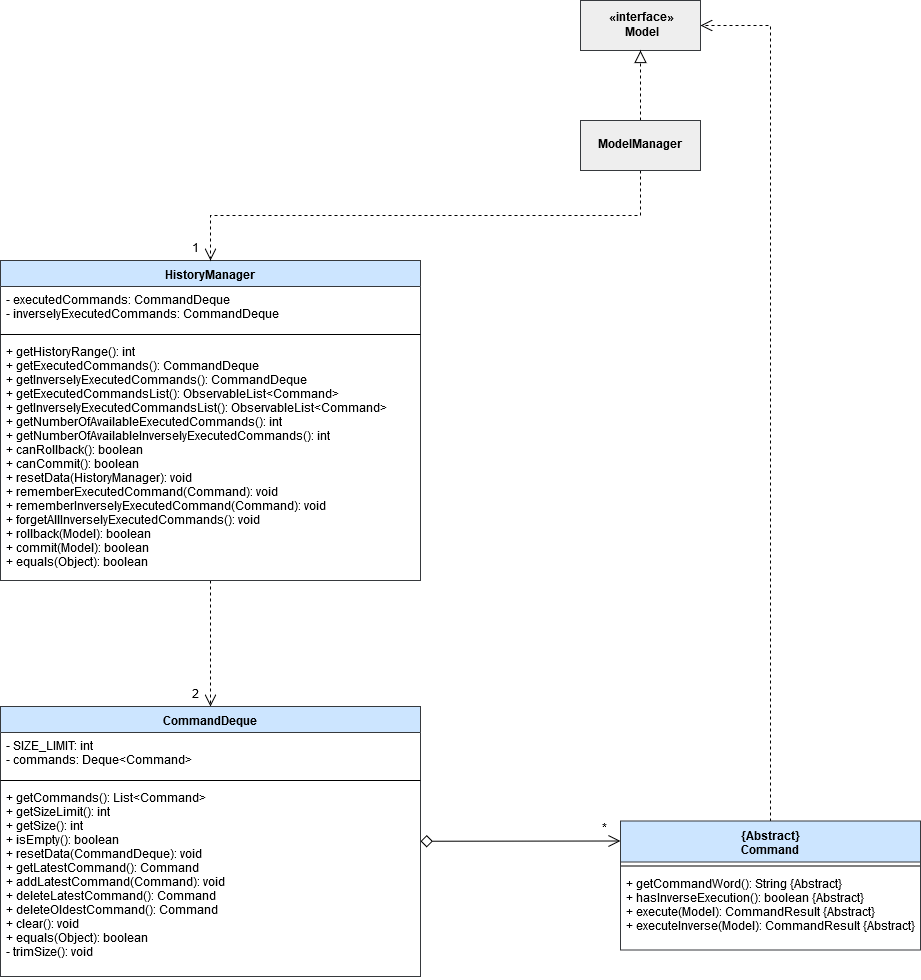 «interface»
Model
ModelManager
1
HistoryManager
- executedCommands: CommandDeque
- inverselyExecutedCommands: CommandDeque
+ getHistoryRange(): int
+ getExecutedCommands(): CommandDeque
+ getInverselyExecutedCommands(): CommandDeque
+ getExecutedCommandsList(): ObservableList<Command>
+ getInverselyExecutedCommandsList(): ObservableList<Command>
+ getNumberOfAvailableExecutedCommands(): int
+ getNumberOfAvailableInverselyExecutedCommands(): int
+ canRollback(): boolean
+ canCommit(): boolean
+ resetData(HistoryManager): void
+ rememberExecutedCommand(Command): void
+ rememberInverselyExecutedCommand(Command): void
+ forgetAllInverselyExecutedCommands(): void
+ rollback(Model): boolean
+ commit(Model): boolean
+ equals(Object): boolean
2
CommandDeque
- SIZE_LIMIT: int
- commands: Deque<Command>
+ getCommands(): List<Command>
+ getSizeLimit(): int
+ getSize(): int
+ isEmpty(): boolean
+ resetData(CommandDeque): void
+ getLatestCommand(): Command
+ addLatestCommand(Command): void
+ deleteLatestCommand(): Command
+ deleteOldestCommand(): Command
+ clear(): void
+ equals(Object): boolean
- trimSize(): void
*
{Abstract}
Command
+ getCommandWord(): String {Abstract}
+ hasInverseExecution(): boolean {Abstract}
+ execute(Model): CommandResult {Abstract}
+ executeInverse(Model): CommandResult {Abstract}